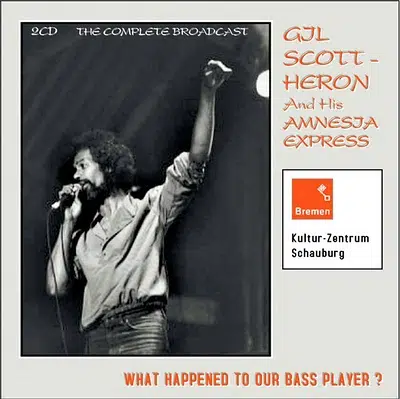 2CD THE COMPLETE BROADCAST
GIL
SCOTT -
HERON
And His
AMNESIA
EXPRESS
Bremen
Kultur-Zentrum
Schauburg
WHAT HAPPENED TO OUR BASS PLAYER ?